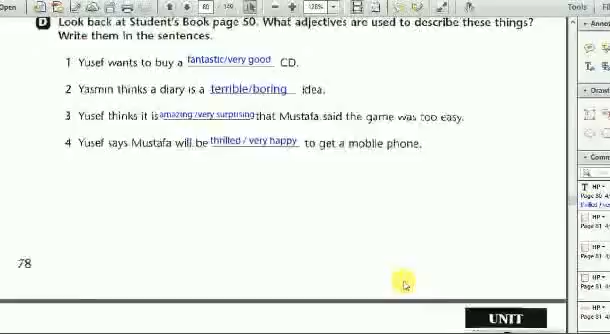 Open
80
126%
Tools
D Look back at Student's Book page 50. What adjectives are used to describe these things?
Write them in the sentences.
1 Yusef wants to buy a fantastic/very good CD.
2 Yasmin thinks a diary is a terrible/boring idea.
3 Yusef thinks it is amazing /very surprising that Mustafa said the game was too easy.
4 Yusef says Mustafa will be thrilled / very happy to get a mobile phone.
78
UNIT